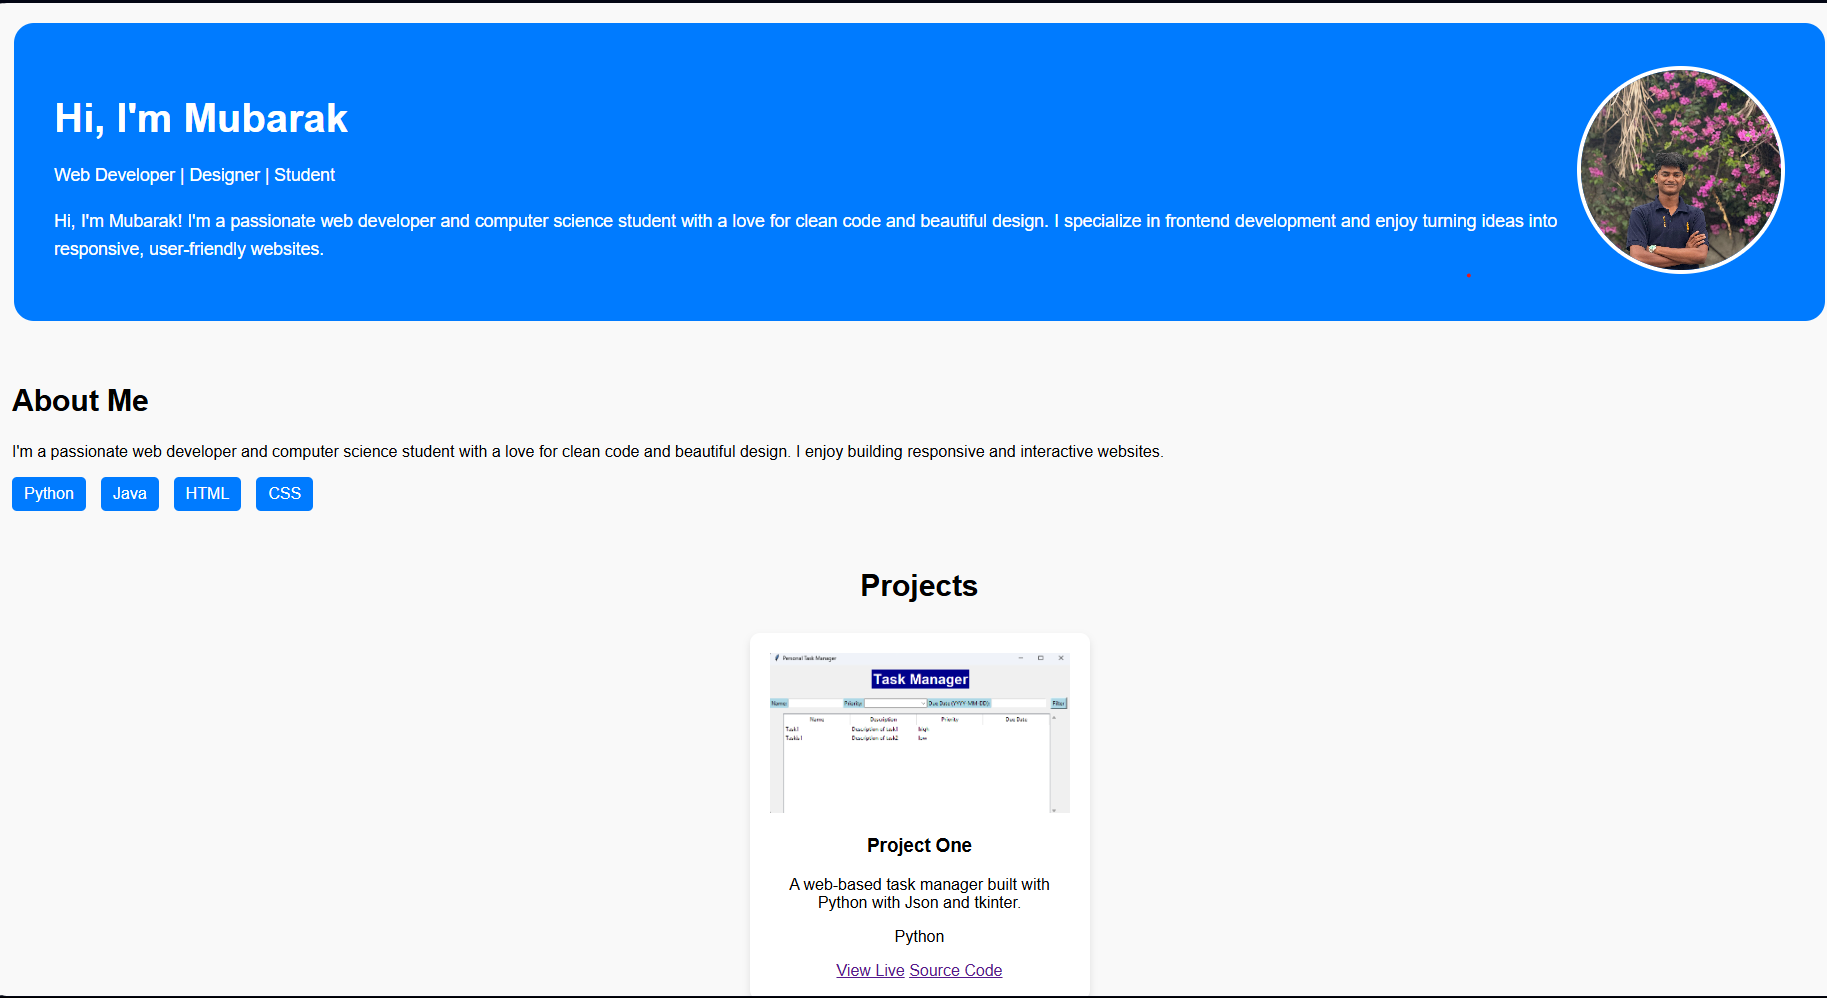 Hi, I'm Mubarak
Web Developer | Designer | Student
Hi, I'm Mubarak! I'm a passionate web developer and computer science student with a love for clean code and beautiful design. I specialize in frontend development and enjoy turning ideas into
responsive, user-friendly websites.
About Me
I'm a passionate web developer and computer science student with a love for clean code and beautiful design. I enjoy building responsive and interactive websites.
Python Java HTML CSS
Projects
Personal Task Manager
Task Manager
Name: Priority: Due Date (YYYY-MM-DD): Filter
Name Description Priority Due Date
Task1 Description of task1 high
Description of task2 low
Project One
A web-based task manager built with
Python with Json and tkinter.
Python
View Live Source Code